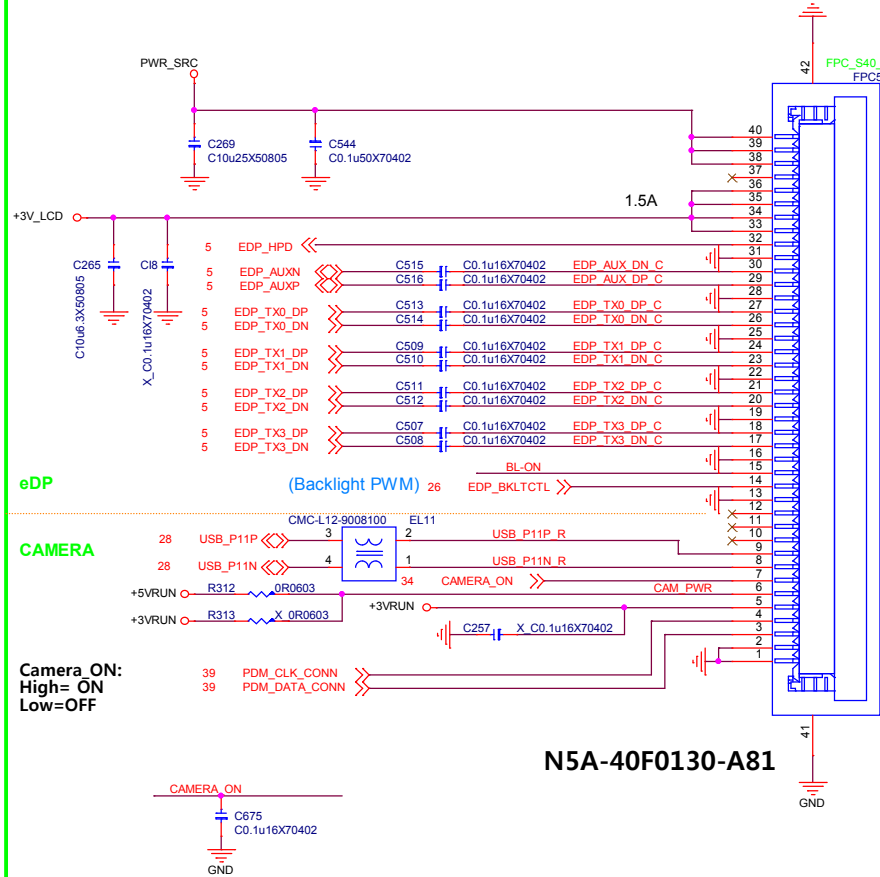 42
FPC_S40_
FPC5
PWR_SRC
C269
C10u25X50805
C544
C0.1u50X70402
40
39
38
37
36
35
34
33
32
31
30
29
28
27
26
25
24
23
22
21
20
19
18
17
16
15
14
13
12
11
10
9
8
7
6
5
4
3
2
1
1.5A
+3V_LCD
C265
C10u6.3X50805
CI8
X_C0.1u16X70402
5 EDP_HPD
5 EDP_AUXN C515 C0.1u16X70402 EDP_AUX_DN_C
5 EDP_AUXP C516 C0.1u16X70402 EDP_AUX_DP_C
5 EDP_TX0_DP C513 C0.1u16X70402 EDP_TX0_DP_C
5 EDP_TX0_DN C514 C0.1u16X70402 EDP_TX0_DN_C
5 EDP_TX1_DP C509 C0.1u16X70402 EDP_TX1_DP_C
5 EDP_TX1_DN C510 C0.1u16X70402 EDP_TX1_DN_C
5 EDP_TX2_DP C511 C0.1u16X70402 EDP_TX2_DP_C
5 EDP_TX2_DN C512 C0.1u16X70402 EDP_TX2_DN_C
5 EDP_TX3_DP C507 C0.1u16X70402 EDP_TX3_DP_C
5 EDP_TX3_DN C508 C0.1u16X70402 EDP_TX3_DN_C
BL-ON
eDP (Backlight PWM) 26 EDP_BKLTCTL
CMC-L12-9008100 EL11
CAMERA
28 USB_P11P 3 2 USB_P11P_R
28 USB_P11N 4 1 USB_P11N_R
34 CAMERA_ON
+5VRUN R312 0R0603 CAM_PWR
+3VRUN R313 X_0R0603
+3VRUN
C257 X_C0.1u16X70402
Camera_ON:
High= ON
Low=OFF
39 PDM_CLK_CONN
39 PDM_DATA_CONN
41
N5A-40F0130-A81
GND
CAMERA_ON
C675
C0.1u16X70402
GND